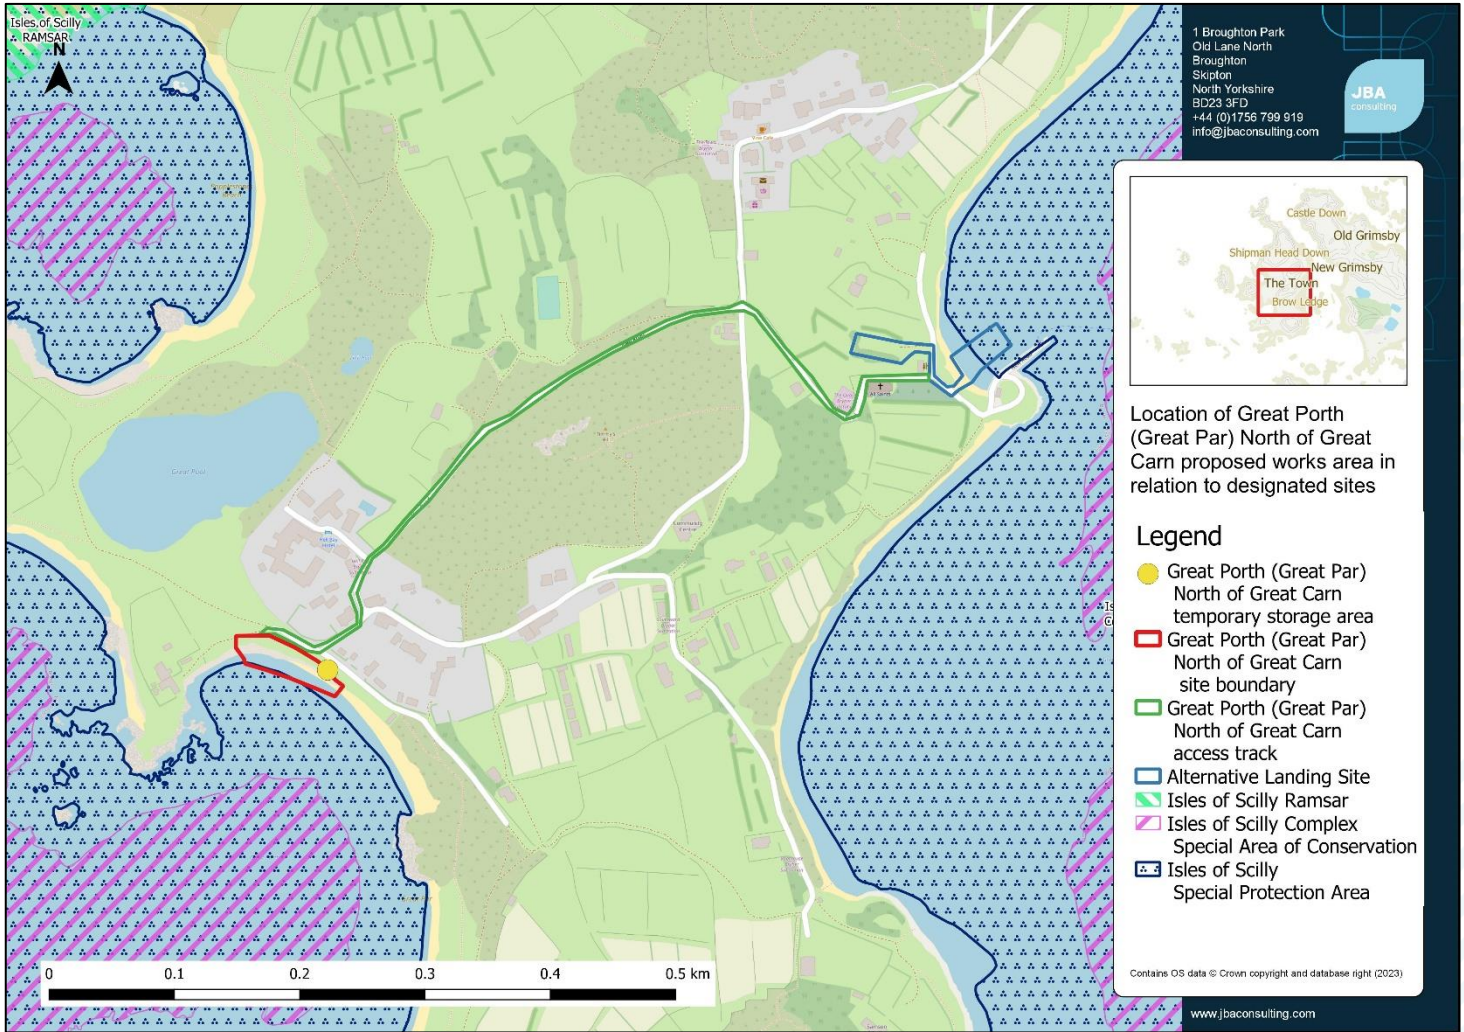 Isles of Scilly
RAMSAR
N
Great Pool
Community
Centre
0
0.1
0.2
0.3
0.4
0.5 km
1 Broughton Park
Old Lane North
Broughton
Skipton
North Yorkshire
BD23 3FD
+44 (0)1756 799 919
info@jbaconsulting.com
JBA
consulting
Castle Down
Old Grimsby
Shipman Head Down
New Grimsby
The Town
Brow Ledge
Location of Great Porth
(Great Par) North of Great
Carn proposed works area in
relation to designated sites
Legend
Great Porth (Great Par)
North of Great Carn
temporary storage area
Great Porth (Great Par)
North of Great Carn
site boundary
Great Porth (Great Par)
North of Great Carn
access track
Alternative Landing Site
Isles of Scilly Ramsar
Isles of Scilly Complex
Special Area of Conservation
Isles of Scilly
Special Protection Area
Contains OS data © Crown copyright and database right (2023)
www.jbaconsulting.com